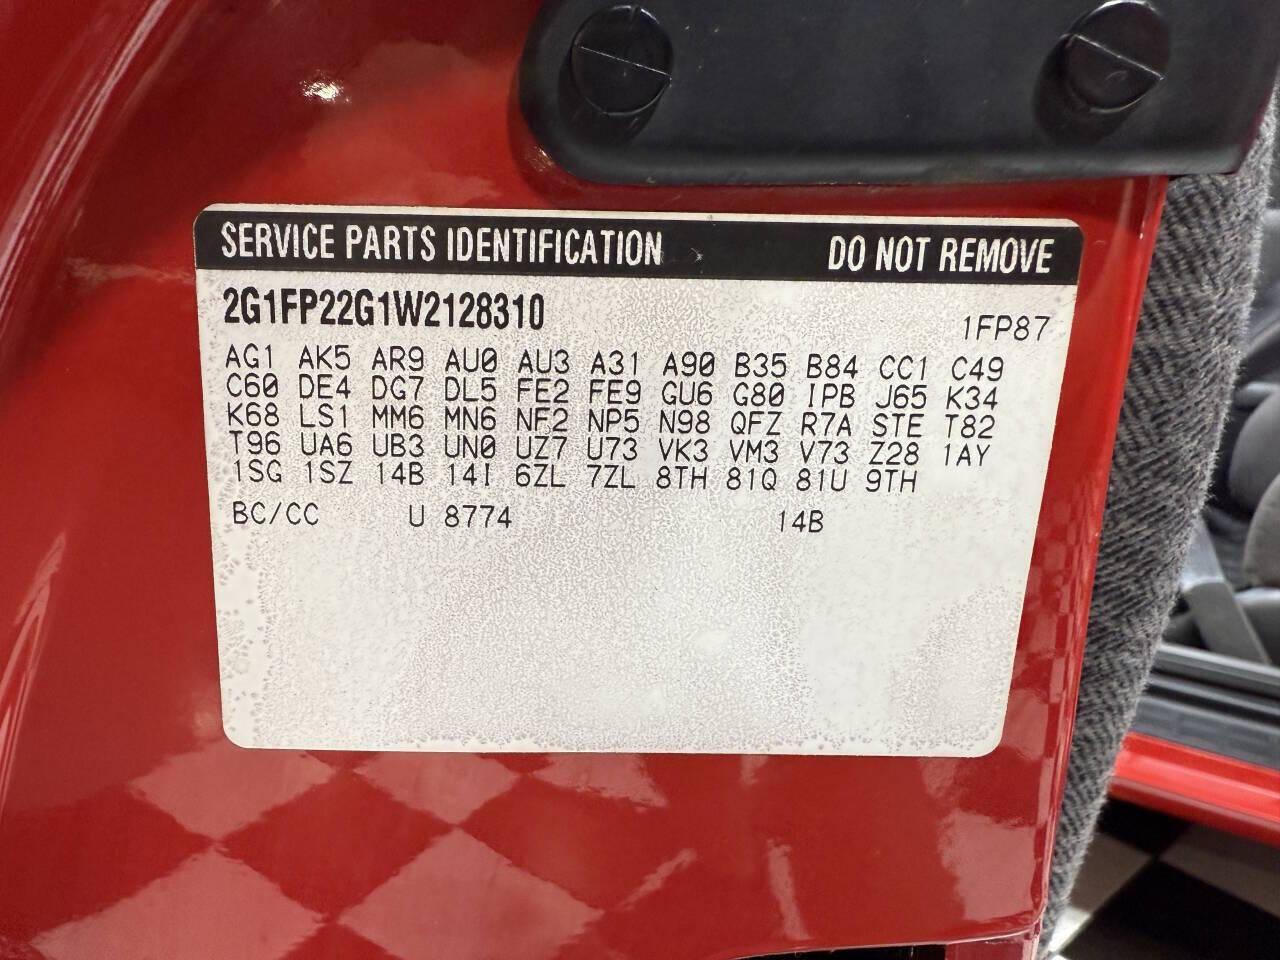 SERVICE PARTS IDENTIFICATION DO NOT REMOVE
2G1FP22G1W2128310 1FP87
AG1 AK5 AR9 AU0 AU3 A31 A90 B35 B84 CC1 C49
C60 DE4 DG7 DL5 FE2 FE9 GU6 G80 IPB J65 K34
K68 LS1 MM6 MN6 NF2 NP5 N98 QFZ R7A STE T82
T96 UA6 UB3 UN0 UZ7 U73 VK3 VM3 V73 Z28 1AY
1SG 1SZ 14B 14I 6ZL 7ZL 8TH 81Q 81U 9TH
BC/CC U 8774 14B